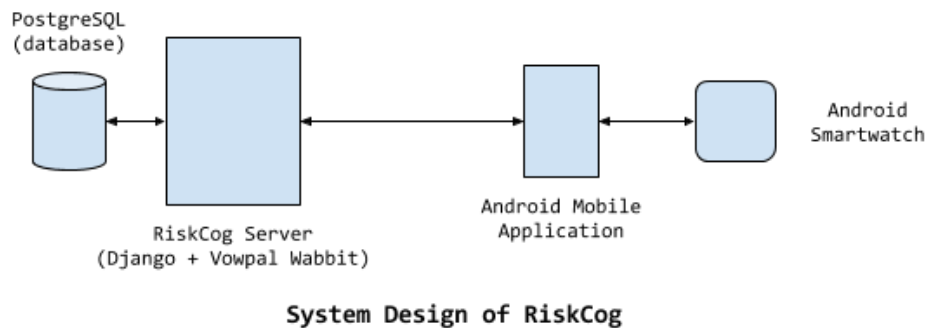 PostgreSQL
(database)
Android
Smartwatch
Android Mobile
Application
RiskCog Server
(Django + Vowpal Wabbit)
System Design of RiskCog